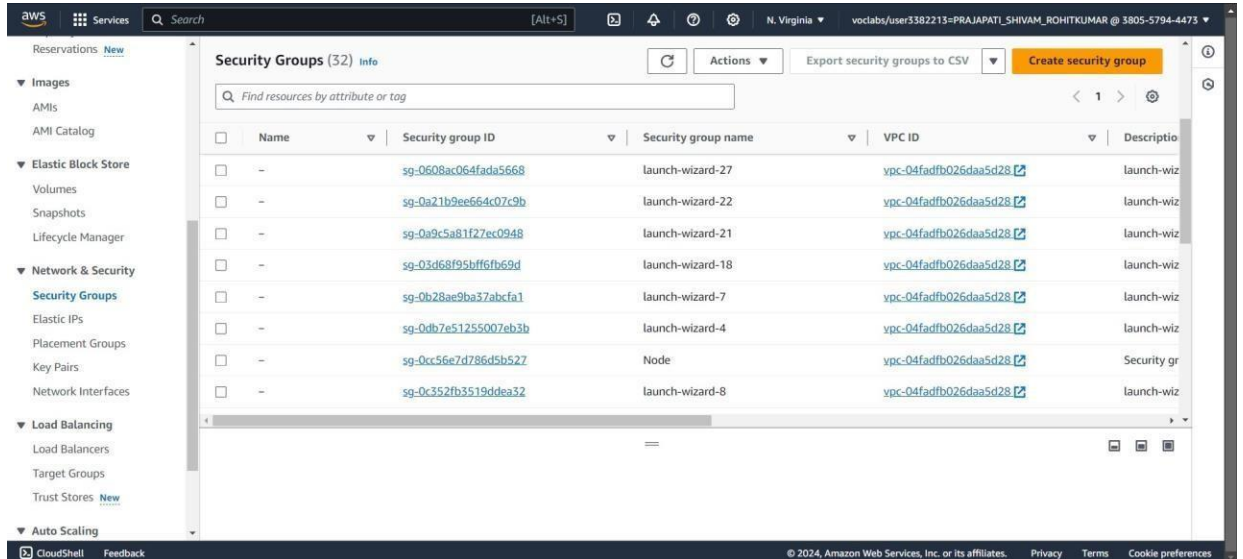 aws Services Search [Alt+S] N. Virginia voclabs/user3382213=PRAJAPATI_SHIVAM_ROHITKUMAR @ 3805-5794-4473
Reservations New
Images
AMIs
AMI Catalog
Elastic Block Store
Volumes
Snapshots
Lifecycle Manager
Network & Security
Security Groups
Elastic IPs
Placement Groups
Key Pairs
Network Interfaces
Load Balancing
Load Balancers
Target Groups
Trust Stores New
Auto Scaling
Security Groups (32) Info Actions Export security groups to CSV Create security group
Find resources by attribute or tag 1
Name Security group ID Security group name VPC ID Descriptio
– sg-0608ac064fada5668 launch-wizard-27 vpc-04fadfb026daa5d28 launch-wiz
– sg-0a21b9ee664c07c9b launch-wizard-22 vpc-04fadfb026daa5d28 launch-wiz
– sg-0a9c5a81f27ec0948 launch-wizard-21 vpc-04fadfb026daa5d28 launch-wiz
– sg-03d68f95bff6fb69d launch-wizard-18 vpc-04fadfb026daa5d28 launch-wiz
– sg-0b28ae9ba37abcfa1 launch-wizard-7 vpc-04fadfb026daa5d28 launch-wiz
– sg-0db7e51255007eb3b launch-wizard-4 vpc-04fadfb026daa5d28 launch-wiz
– sg-0cc56e7d786d5b527 Node vpc-04fadfb026daa5d28 Security gr
– sg-0c352fb3519ddea32 launch-wizard-8 vpc-04fadfb026daa5d28 launch-wiz
CloudShell Feedback © 2024, Amazon Web Services, Inc. or its affiliates. Privacy Terms Cookie preferences